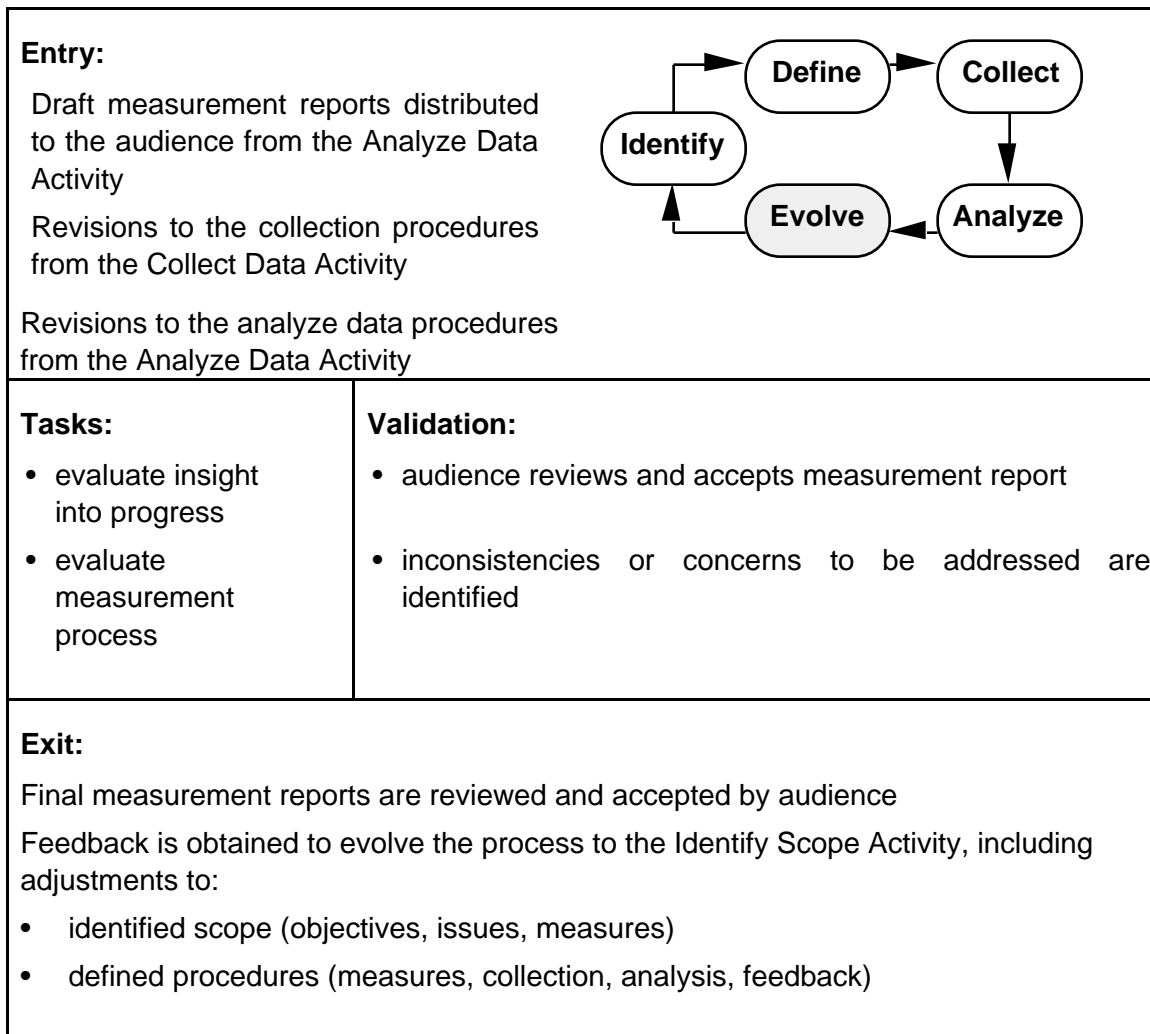 Entry:
Draft measurement reports distributed
to the audience from the Analyze Data
Activity
Revisions to the collection procedures
from the Collect Data Activity
Revisions to the analyze data procedures
from the Analyze Data Activity
Define
Collect
Identify
Evolve
Analyze
Tasks:
• evaluate insight
into progress
• evaluate
measurement
process
Validation:
• audience reviews and accepts measurement report
• inconsistencies or concerns to be addressed are
identified
Exit:
Final measurement reports are reviewed and accepted by audience
Feedback is obtained to evolve the process to the Identify Scope Activity, including
adjustments to:
• identified scope (objectives, issues, measures)
• defined procedures (measures, collection, analysis, feedback)